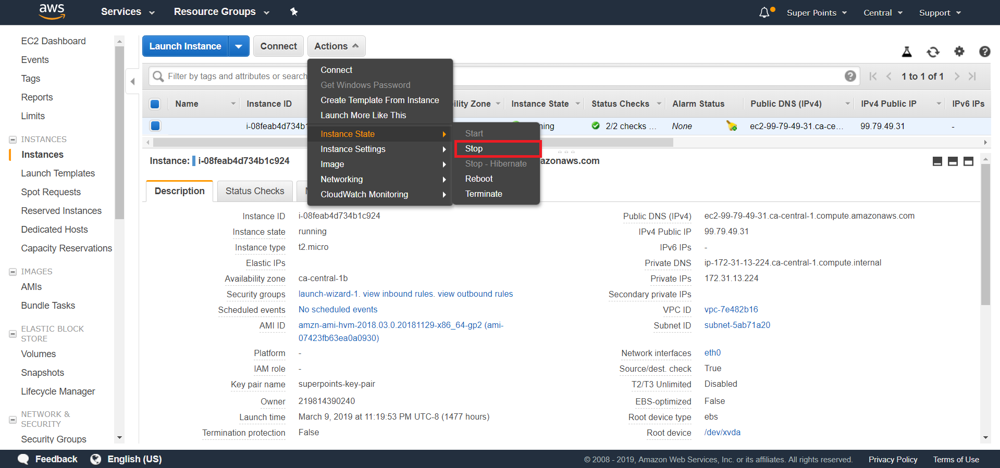 aws Services Resource Groups Super Points Central Support
EC2 Dashboard
Events
Tags
Reports
Limits
INSTANCES
Instances
Launch Templates
Spot Requests
Reserved Instances
Dedicated Hosts
Capacity Reservations
IMAGES
AMIs
Bundle Tasks
ELASTIC BLOCK
STORE
Volumes
Snapshots
Lifecycle Manager
NETWORK &
SECURITY
Security Groups
Launch Instance Connect Actions
Filter by tags and attributes or search 1 to 1 of 1
Name Instance ID ility Zone Instance State Status Checks Alarm Status Public DNS (IPv4) IPv4 Public IP IPv6 IPs
i-08feab4d734b1 ning 2/2 checks ... None ec2-99-79-49-31.ca-ce... 99.79.49.31 -
Connect
Get Windows Password
Create Template From Instance
Launch More Like This
Instance State
Instance Settings
Image
Networking
CloudWatch Monitoring
Start
Stop
Stop - Hibernate
Reboot
Terminate
Instance: i-08feab4d734b1c924 azonaws.com
Description Status Checks
Instance ID i-08feab4d734b1c924
Instance state running
Instance type t2.micro
Elastic IPs
Availability zone ca-central-1b
Security groups launch-wizard-1. view inbound rules. view outbound rules
Scheduled events No scheduled events
AMI ID amzn-ami-hvm-2018.03.0.20181129-x86_64-gp2 (ami-
07423fb63ea0a0930)
Platform -
IAM role -
Key pair name superpoints-key-pair
Owner 219814390240
Launch time March 9, 2019 at 11:19:53 PM UTC-8 (1477 hours)
Termination protection False
Public DNS (IPv4) ec2-99-79-49-31.ca-central-1.compute.amazonaws.com
IPv4 Public IP 99.79.49.31
IPv6 IPs -
Private DNS ip-172-31-13-224.ca-central-1.compute.internal
Private IPs 172.31.13.224
Secondary private IPs
VPC ID vpc-7e482b16
Subnet ID subnet-5ab71a20
Network interfaces eth0
Source/dest. check True
T2/T3 Unlimited Disabled
EBS-optimized False
Root device type ebs
Root device /dev/xvda
Feedback English (US) © 2008 - 2019, Amazon Web Services, Inc. or its affiliates. All rights reserved. Privacy Policy Terms of Use